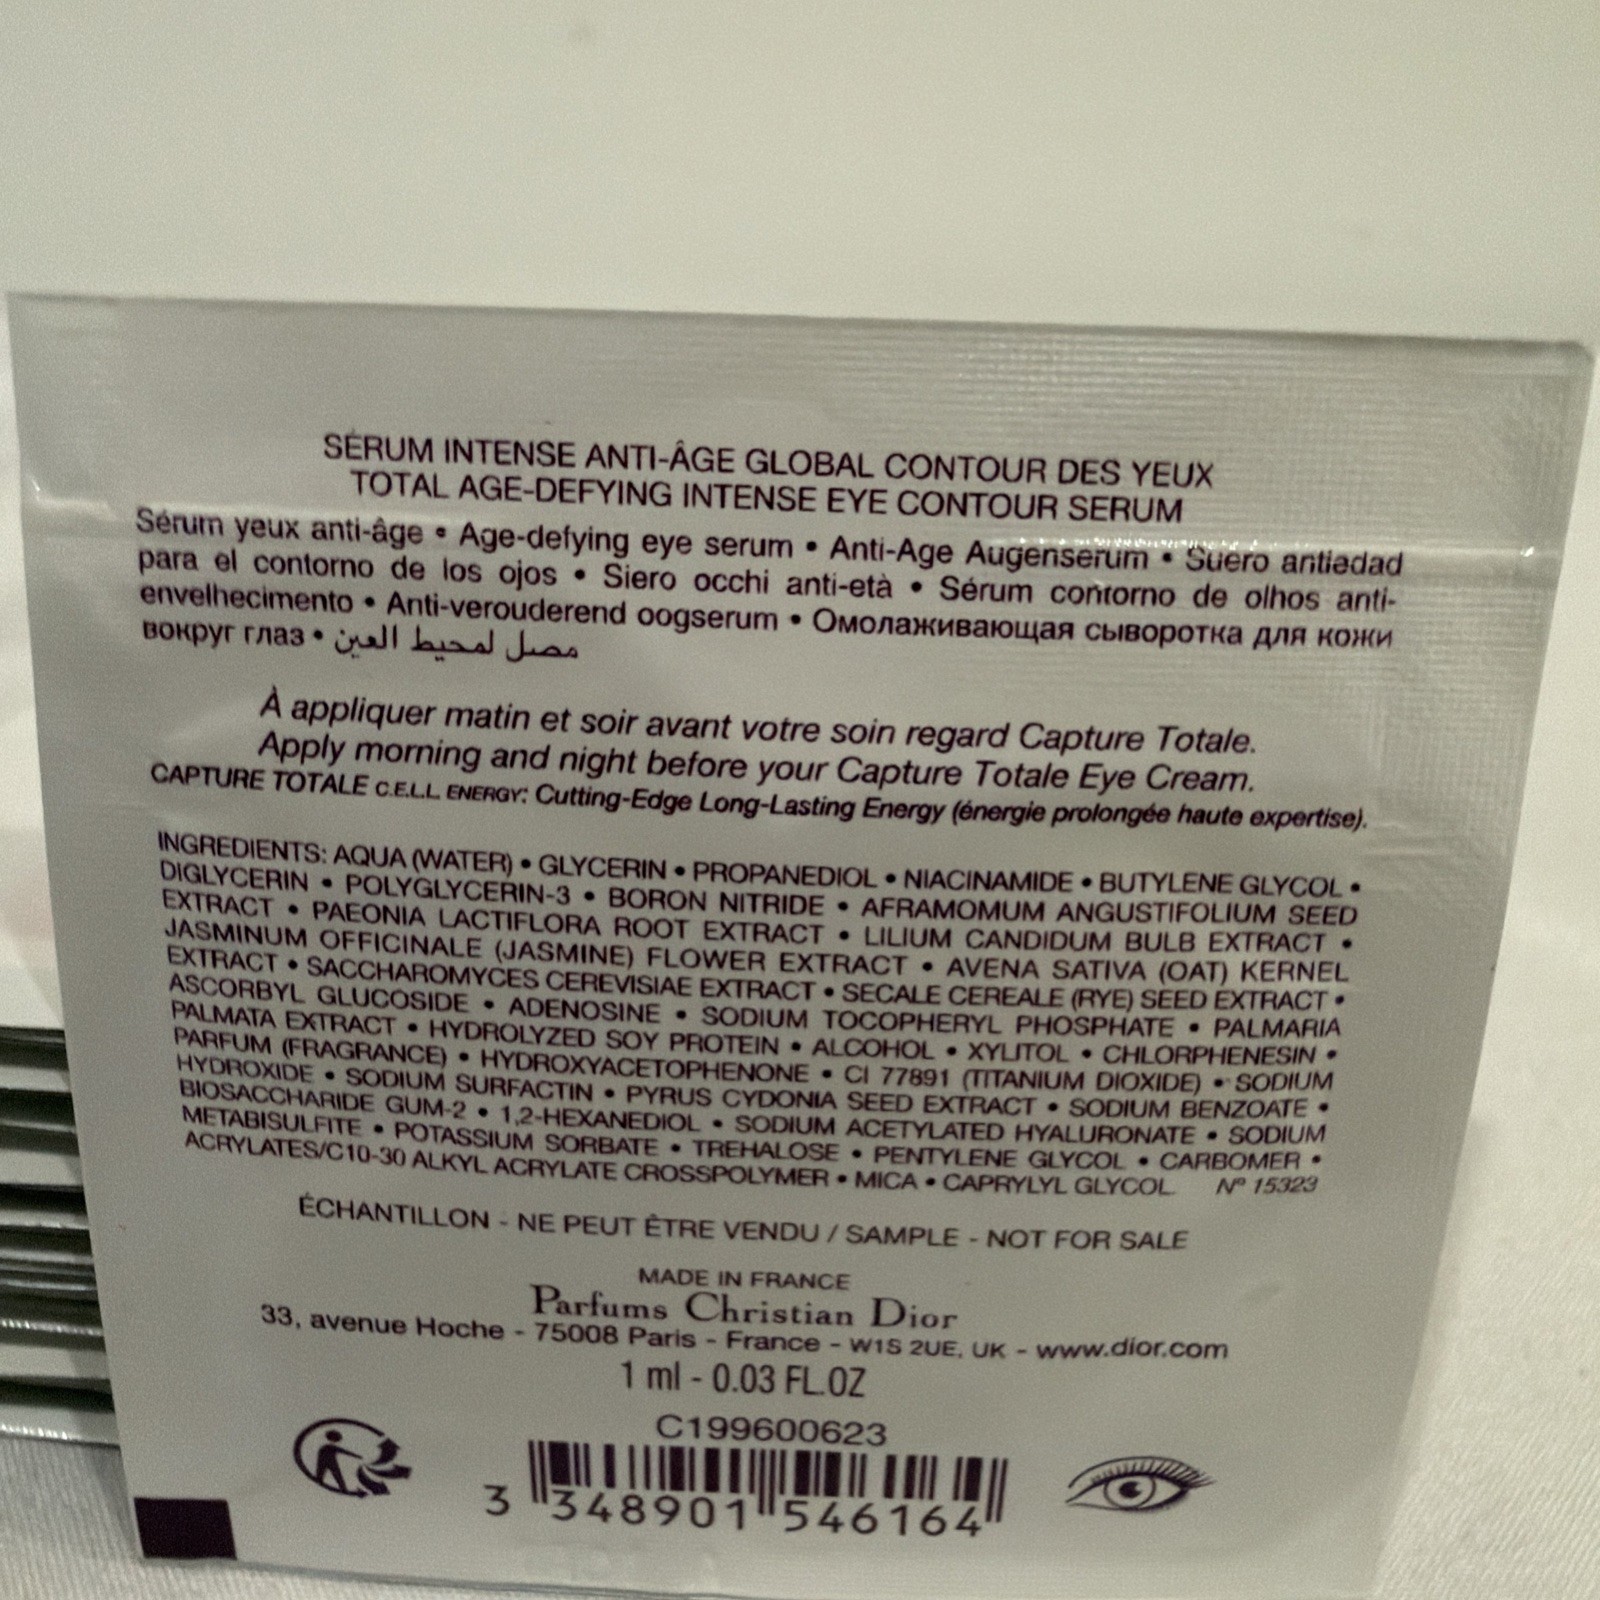 SÉRUM INTENSE ANTI-ÂGE GLOBAL CONTOUR DES YEUX
TOTAL AGE-DEFYING INTENSE EYE CONTOUR SERUM
Sérum yeux anti-âge • Age-defying eye serum • Anti-Age Augenserum • Suero antiedad
para el contorno de los ojos • Siero occhi anti-età • Sérum contorno de olhos anti-
envelhecimento • Anti-verouderend oogserum • Омолаживающая сыворотка для кожи
вокруг глаз • مصل لمحيط العين
À appliquer matin et soir avant votre soin regard Capture Totale.
Apply morning and night before your Capture Totale Eye Cream.
CAPTURE TOTALE C.E.L.L. ENERGY: Cutting-Edge Long-Lasting Energy (énergie prolongée haute expertise).
INGREDIENTS: AQUA (WATER) • GLYCERIN • PROPANEDIOL • NIACINAMIDE • BUTYLENE GLYCOL •
DIGLYCERIN • POLYGLYCERIN-3 • BORON NITRIDE • AFRAMOMUM ANGUSTIFOLIUM SEED
EXTRACT • PAEONIA LACTIFLORA ROOT EXTRACT • LILIUM CANDIDUM BULB EXTRACT •
JASMINUM OFFICINALE (JASMINE) FLOWER EXTRACT • AVENA SATIVA (OAT) KERNEL
EXTRACT • SACCHAROMYCES CEREVISIAE EXTRACT • SECALE CEREALE (RYE) SEED EXTRACT •
ASCORBYL GLUCOSIDE • ADENOSINE • SODIUM TOCOPHERYL PHOSPHATE • PALMARIA
PALMATA EXTRACT • HYDROLYZED SOY PROTEIN • ALCOHOL • XYLITOL • CHLORPHENESIN •
PARFUM (FRAGRANCE) • HYDROXYACETOPHENONE • CI 77891 (TITANIUM DIOXIDE) • SODIUM
HYDROXIDE • SODIUM SURFACTIN • PYRUS CYDONIA SEED EXTRACT • SODIUM BENZOATE •
BIOSACCHARIDE GUM-2 • 1,2-HEXANEDIOL • SODIUM ACETYLATED HYALURONATE • SODIUM
METABISULFITE • POTASSIUM SORBATE • TREHALOSE • PENTYLENE GLYCOL • CARBOMER •
ACRYLATES/C10-30 ALKYL ACRYLATE CROSSPOLYMER • MICA • CAPRYLYL GLYCOL N° 15323
ÉCHANTILLON - NE PEUT ÊTRE VENDU / SAMPLE - NOT FOR SALE
MADE IN FRANCE
Parfums Christian Dior
33, avenue Hoche - 75008 Paris - France - W1S 2UE, UK - www.dior.com
1 ml - 0.03 FL.OZ
C199600623
3 348901 546164